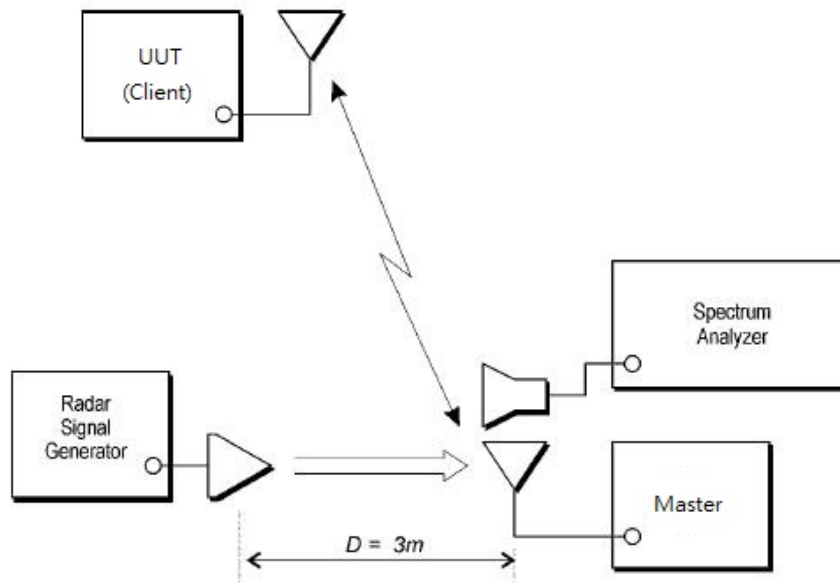 UUT
(Client)
Spectrum
Analyzer
Radar
Signal
Generator
Master
D = 3m